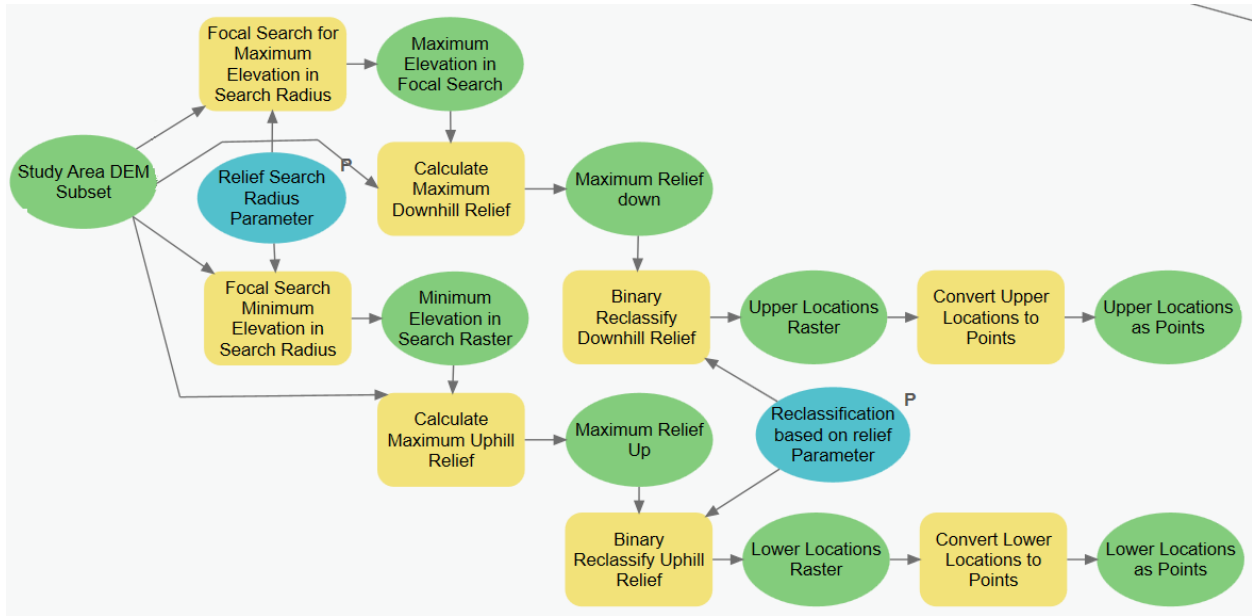 Focal Search for
Maximum
Elevation in
Search Radius
Maximum
Elevation in
Focal Search
Study Area DEM
Subset
Relief Search
Radius
Parameter
P
Calculate
Maximum
Downhill Relief
Maximum Relief
down
Focal Search
Minimum
Elevation in
Search Radius
Minimum
Elevation in
Search Raster
Binary
Reclassify
Downhill Relief
Upper Locations
Raster
Convert Upper
Locations to
Points
Upper Locations
as Points
Calculate
Maximum Uphill
Relief
Maximum Relief
Up
Reclassification
based on relief
Parameter
P
Binary
Reclassify Uphill
Relief
Lower Locations
Raster
Convert Lower
Locations to
Points
Lower Locations
as Points